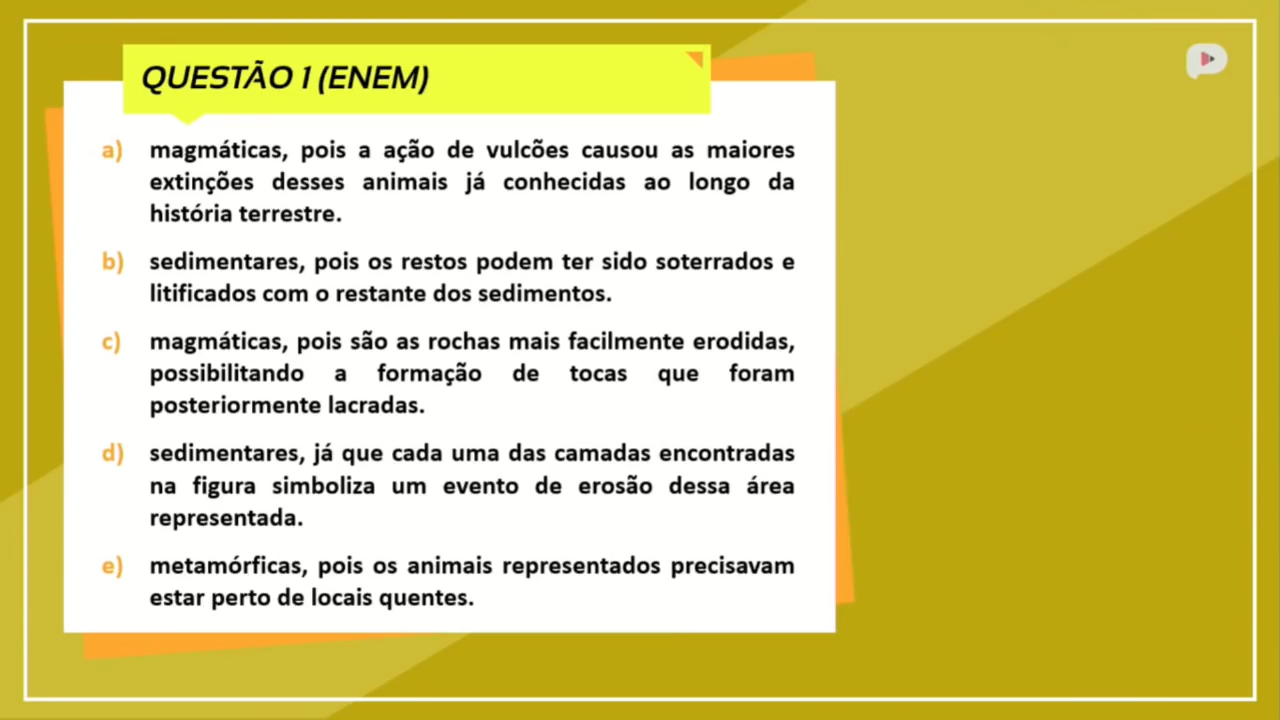 QUESTÃO 1 (ENEM)
a) magmáticas, pois a ação de vulcões causou as maiores
extinções desses animais já conhecidas ao longo da
história terrestre.
b) sedimentares, pois os restos podem ter sido soterrados e
litificados com o restante dos sedimentos.
c) magmáticas, pois são as rochas mais facilmente erodidas,
possibilitando a formação de tocas que foram
posteriormente lacradas.
d) sedimentares, já que cada uma das camadas encontradas
na figura simboliza um evento de erosão dessa área
representada.
e) metamórficas, pois os animais representados precisavam
estar perto de locais quentes.